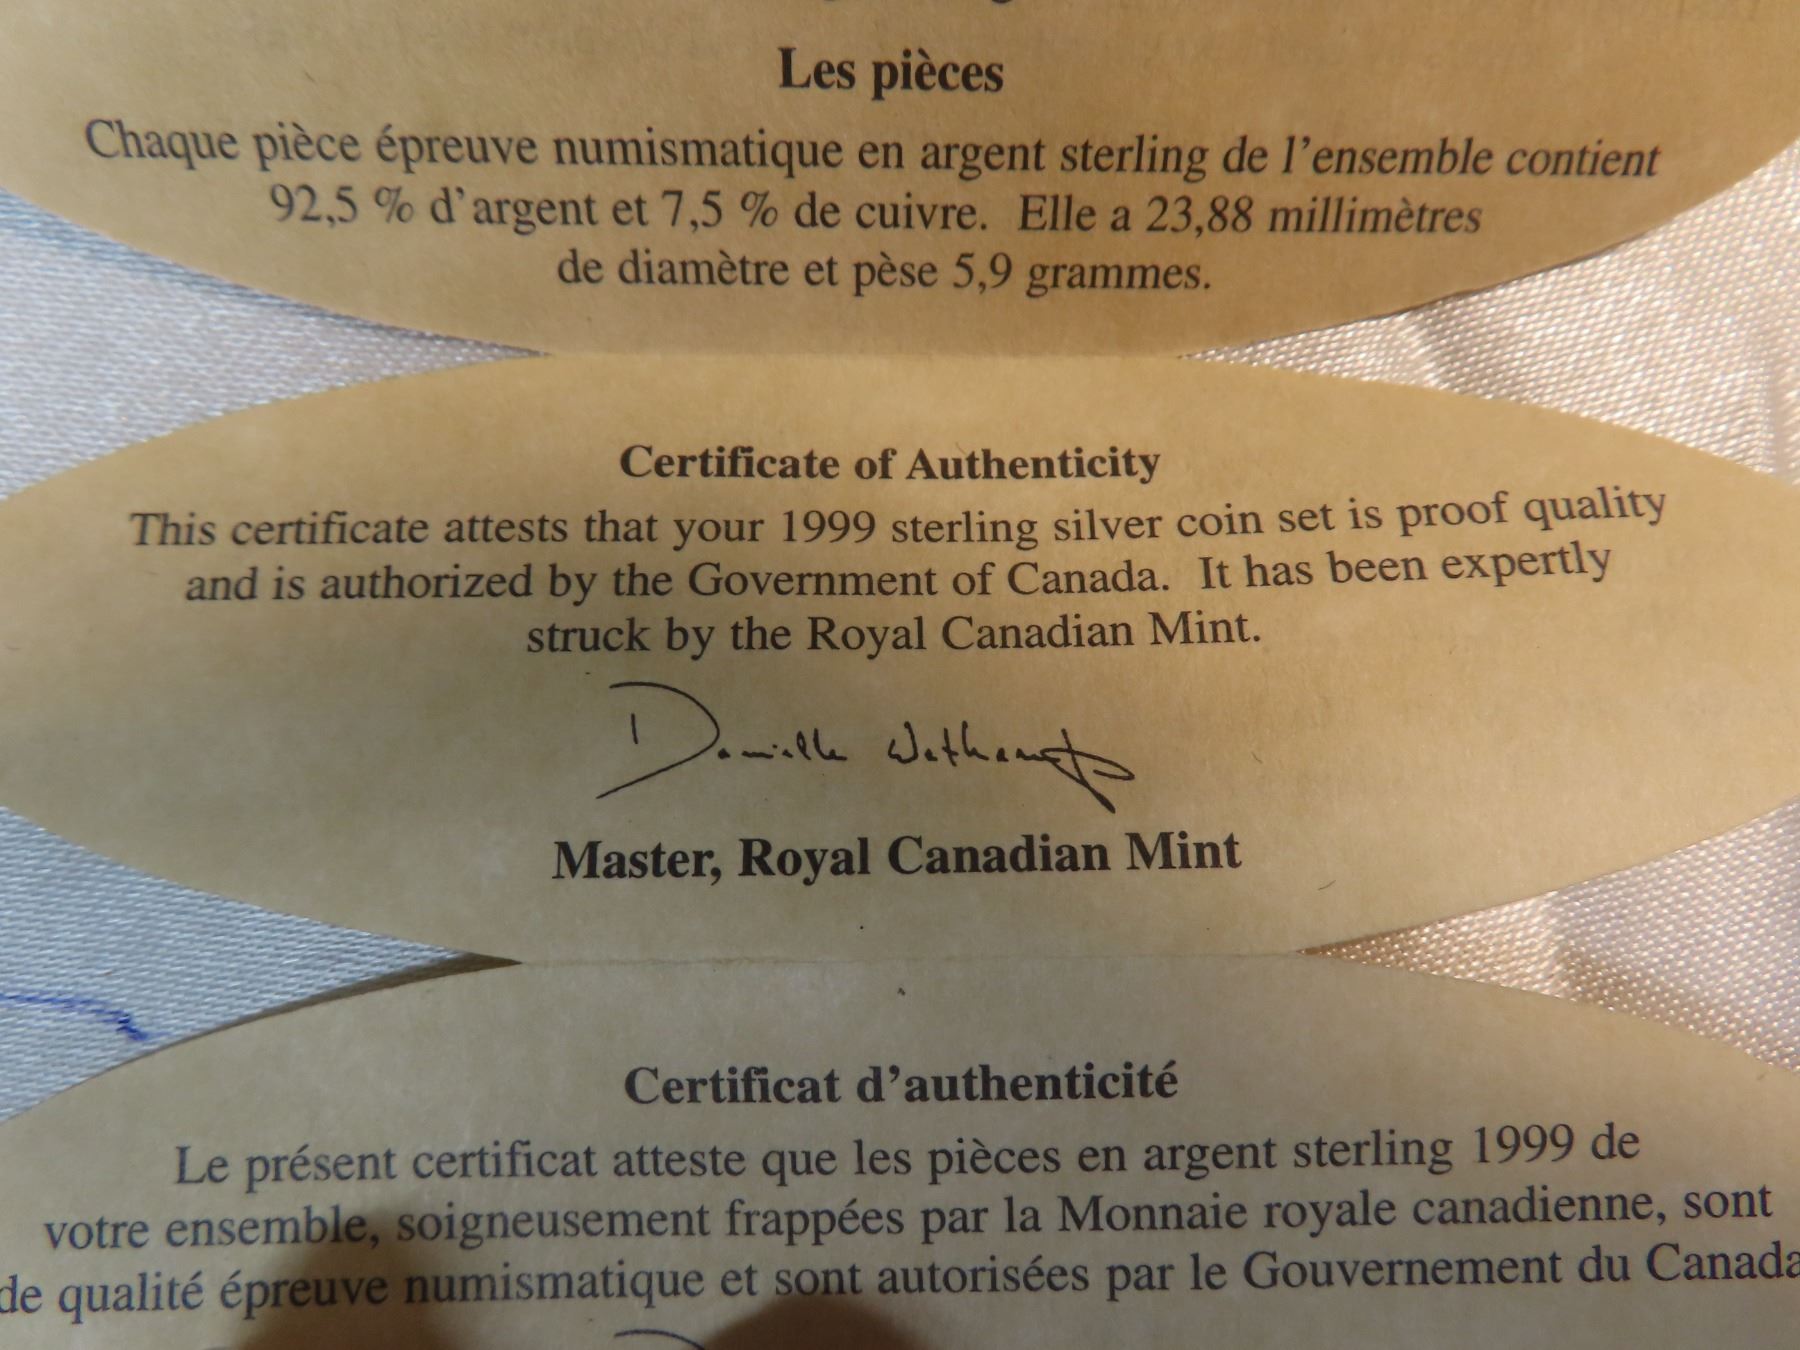 Les pièces
Chaque pièce épreuve numismatique en argent sterling de l'ensemble contient
92,5 % d'argent et 7,5 % de cuivre. Elle a 23,88 millimètres
de diamètre et pèse 5,9 grammes.
Certificate of Authenticity
This certificate attests that your 1999 sterling silver coin set is proof quality
and is authorized by the Government of Canada. It has been expertly
struck by the Royal Canadian Mint.
Danielle
Master, Royal Canadian Mint
Certificat d'authenticité
Le présent certificat atteste que les pièces en argent sterling 1999 de
votre ensemble, soigneusement frappées par la Monnaie royale canadienne, sont
de qualité épreuve numismatique et sont autorisées par le Gouvernement du Canada